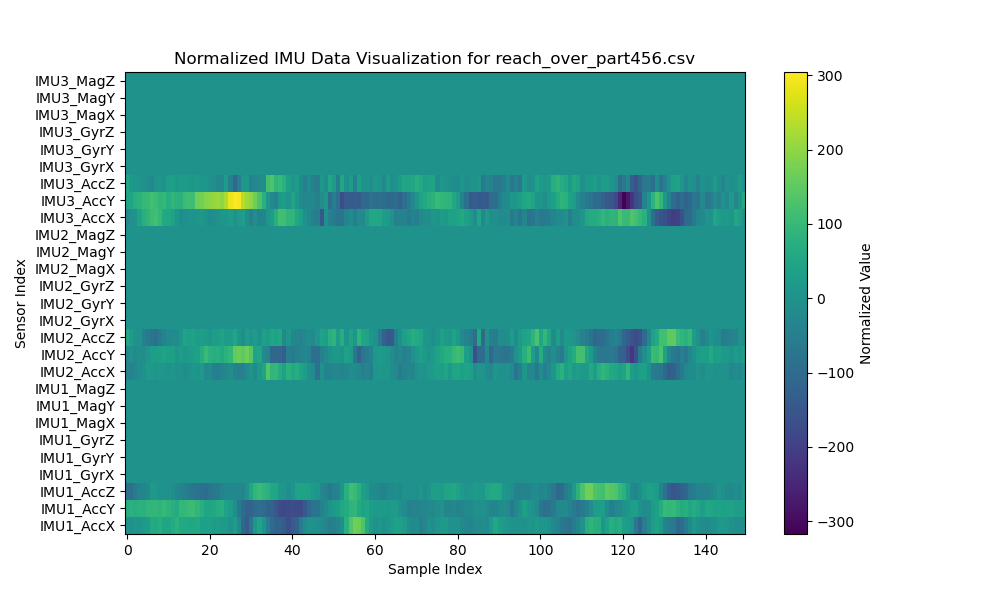 Normalized IMU Data Visualization for reach_over_part456.csv
IMU3_MagZ
IMU3_MagY
IMU3_MagX
IMU3_GyrZ
IMU3_GyrY
IMU3_GyrX
IMU3_AccZ
IMU3_AccY
IMU3_AccX
IMU2_MagZ
IMU2_MagY
IMU2_MagX
IMU2_GyrZ
IMU2_GyrY
IMU2_GyrX
IMU2_AccZ
IMU2_AccY
IMU2_AccX
IMU1_MagZ
IMU1_MagY
IMU1_MagX
IMU1_GyrZ
IMU1_GyrY
IMU1_GyrX
IMU1_AccZ
IMU1_AccY
IMU1_AccX
Sensor Index
0 20 40 60 80 100 120 140
Sample Index
300
200
100
0
−100
−200
−300
Normalized Value